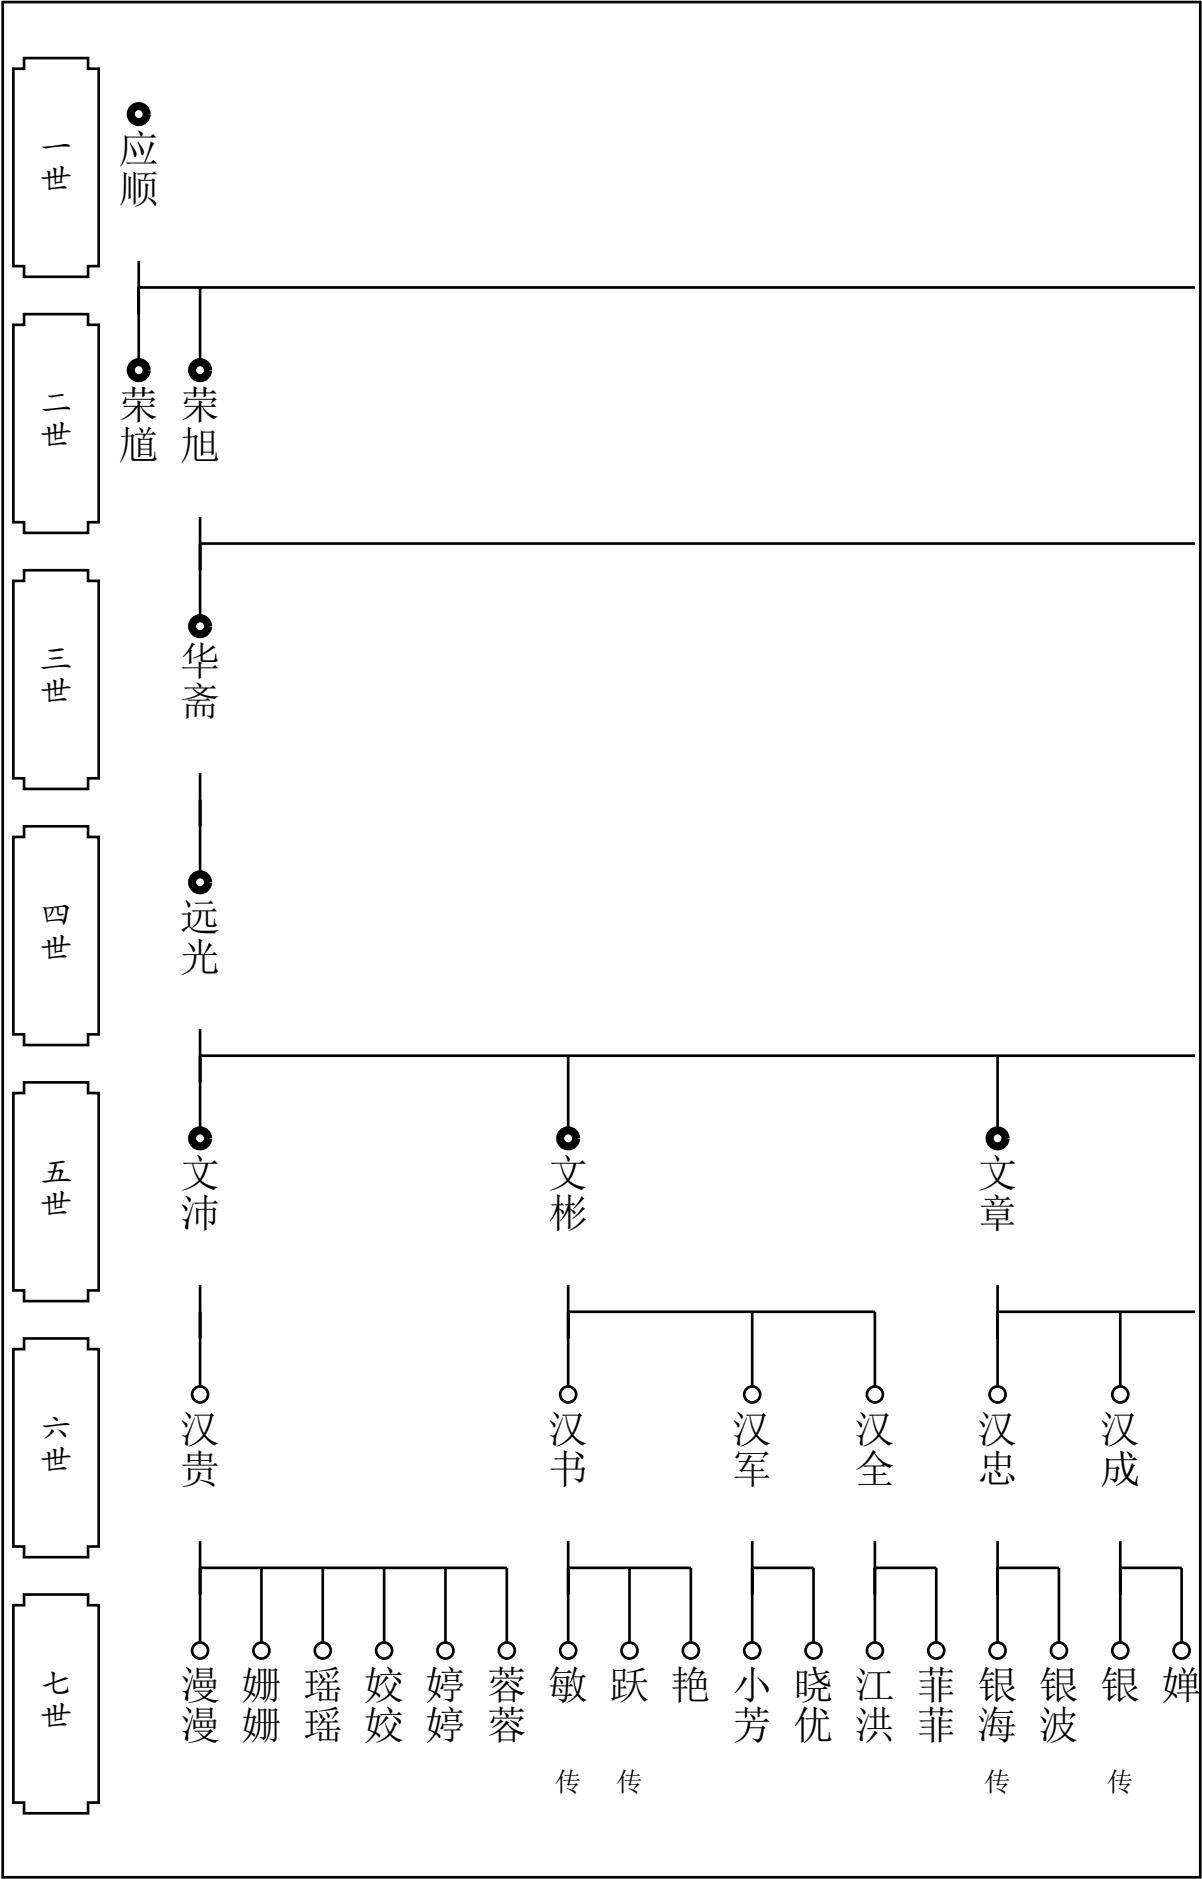 一世
应顺
二世
荣馗
荣旭
三世
华斋
四世
远光
五世
文沛
文彬
文章
六世
汉贵
汉书
汉军
汉全
汉忠
汉成
七世
漫漫
姗姗
瑶瑶
姣姣
婷婷
蓉蓉
敏
跃
艳
小芳
晓优
江洪
菲菲
银海
银波
银
婵
传
传
传
传